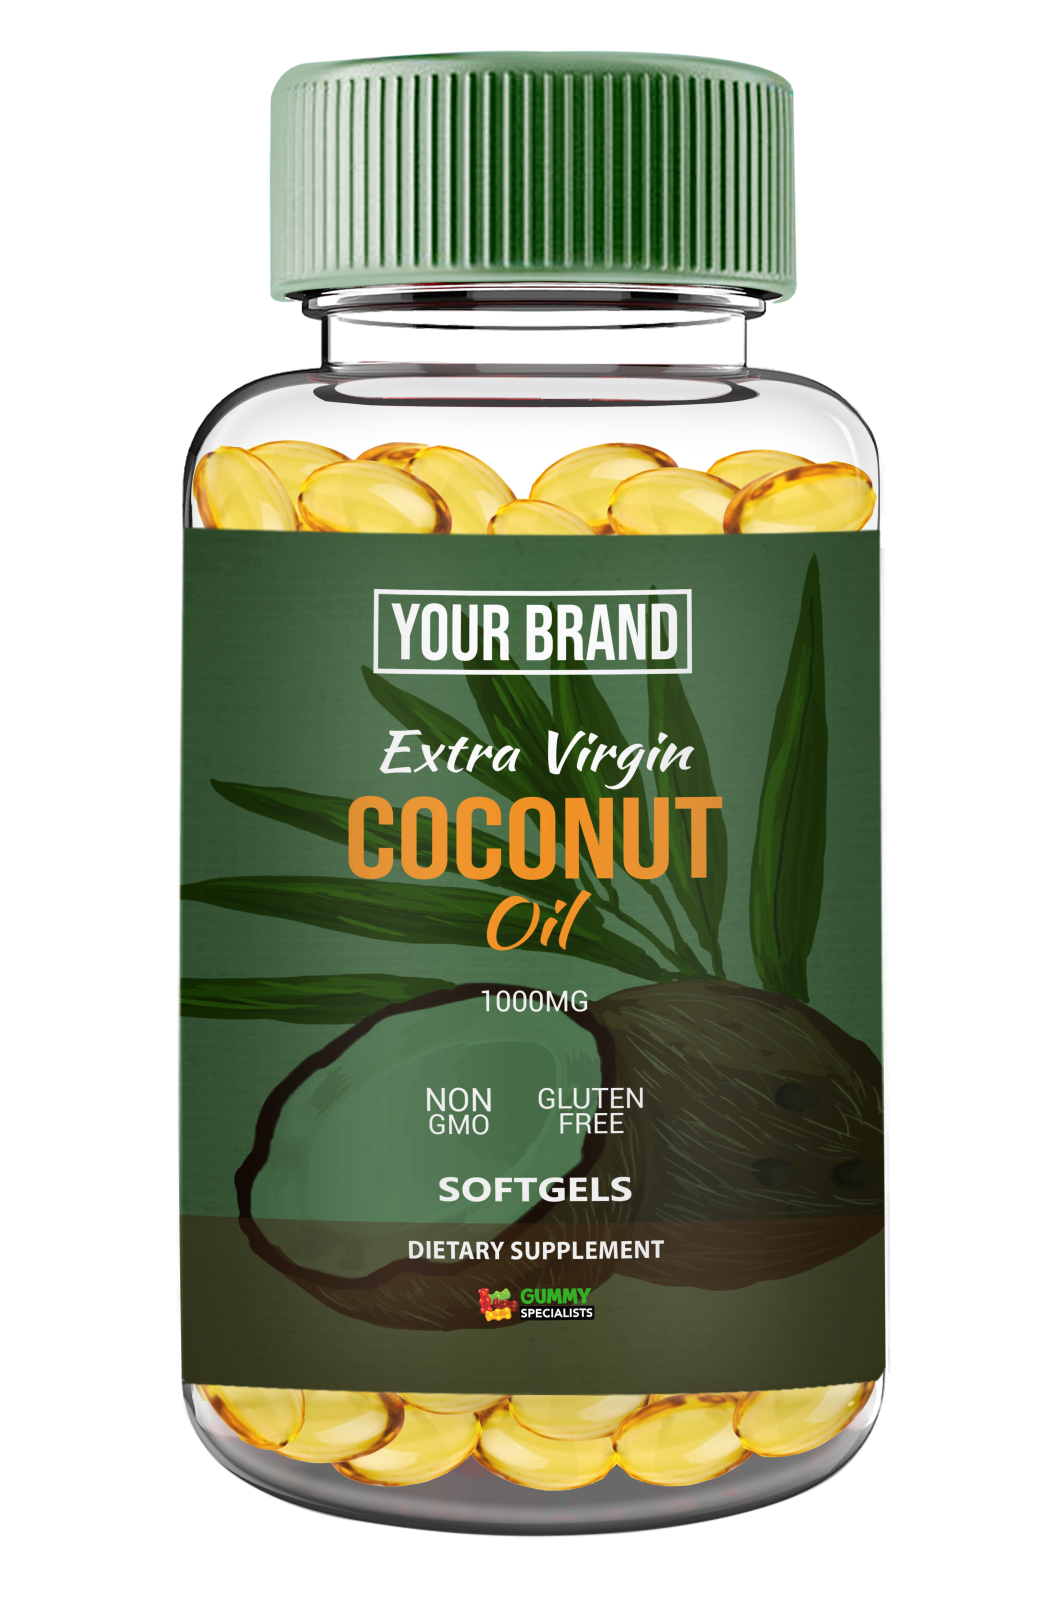 YOUR BRAND
Extra Virgin
COCONUT
Oil
1000MG
NON
GMO
GLUTEN
FREE
SOFTGELS
DIETARY SUPPLEMENT
GUMMY
SPECIALISTS